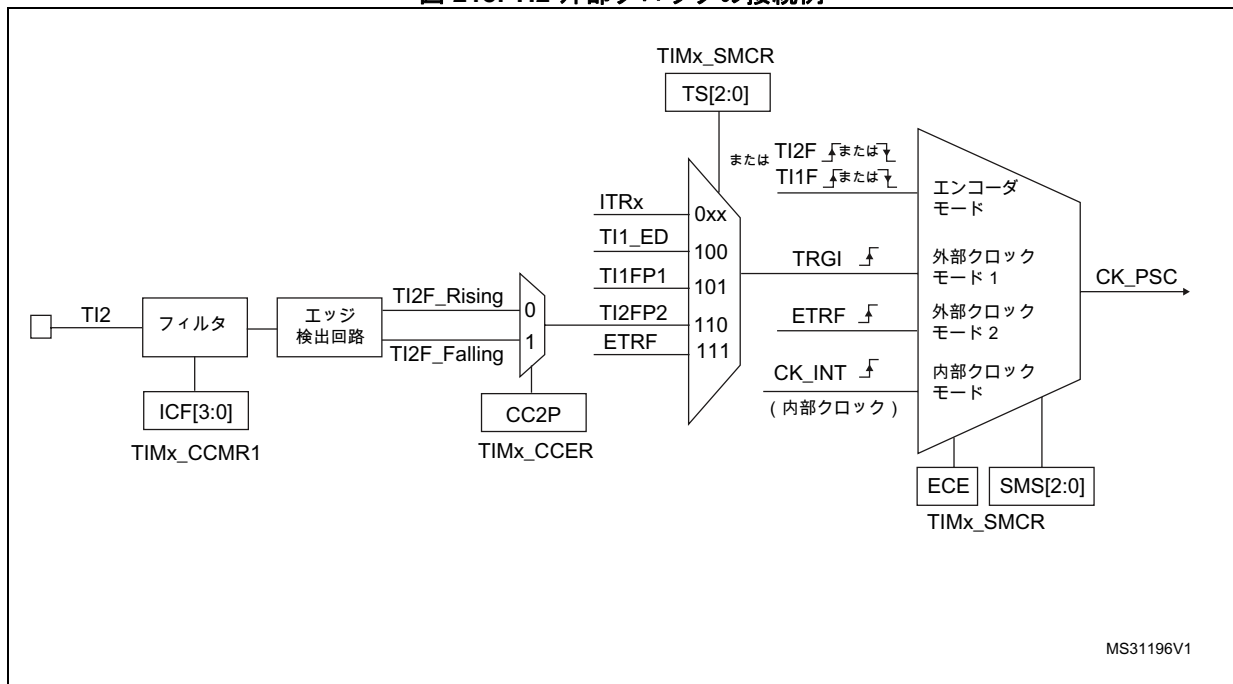 TIMx_SMCR
TS[2:0]
または TI2F または
TI1F または
エンコーダ
モード
ITRx
0xx
TI1_ED
100
TRGI
外部クロック
モード 1
CK_PSC
TI1FP1
101
TI2
フィルタ
エッジ
検出回路
TI2F_Rising
0
TI2FP2
110
ETRF
外部クロック
モード 2
TI2F_Falling
1
ETRF
111
CK_INT
内部クロック
モード
(内部クロック)
ICF[3:0]
TIMx_CCMR1
CC2P
TIMx_CCER
ECE
SMS[2:0]
TIMx_SMCR
MS31196V1